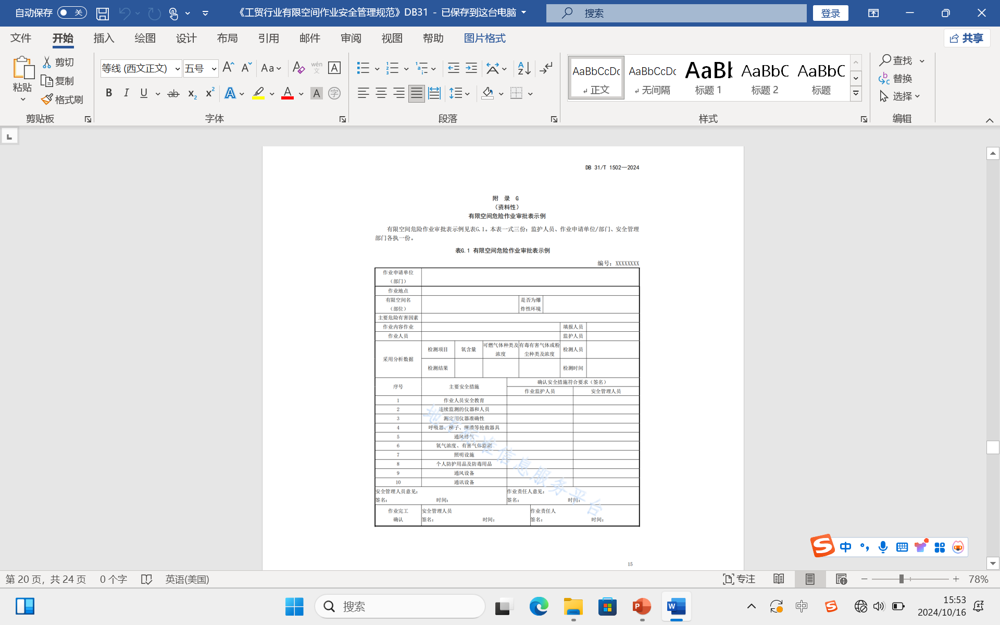 自动保存 关
《工贸行业有限空间作业安全管理规范》DB31 - 已保存到这台电脑
搜索
登录
文件 开始 插入 绘图 设计 布局 引用 邮件 审阅 视图 帮助 图片格式
共享
粘贴
剪切
复制
格式刷
剪贴板
等线 (西文正文) 五号
字体
段落
AaBbCcDc AaBbCcDc AaBb AaBbC AaBbC
正文 无间隔 标题 1 标题 2 标题
样式
查找
替换
选择
编辑
DB 31/T 1502—2024
附 录 G
(资料性)
有限空间危险作业审批表示例
有限空间危险作业审批表示例见表G.1。本表一式三份：监护人员、作业申请单位/部门、安全管理
部门各执一份。
表G.1 有限空间危险作业审批表示例
编号：XXXXXXXX
作业申请单位
（部门）
作业地点
有限空间名
（部位）
是否为爆
炸性环境
主要危险有害因素
作业内容作业 填报人员
作业人员 监护人员
采用分析数据
检测项目 氧含量 可燃气体种类及浓度 有毒有害气体或粉尘种类及浓度 检测人员
检测结果 检测时间
序号 主要安全措施 确认安全措施符合要求（签名）
作业监护人员 安全管理人员
1 作业人员安全教育
2 连续监测的仪器和人员
3 测定用仪器准确性
4 呼吸器、梯子、绳缆等抢救器具
5 通风排气
6 氧气浓度、有害气体监测
7 照明设施
8 个人防护用品及防毒用品
9 通风设备
10 通讯设备
安全管理人员意见： 作业责任人意见：
签名： 时间： 签名： 时间：
作业完工
确认
安全管理人员 作业责任人
签名： 时间： 签名： 时间：
地方标准信息服务平台
15
中
第 20 页，共 24 页 0 个字 英语(美国)
专注
78%
搜索
中
15:53
2024/10/16